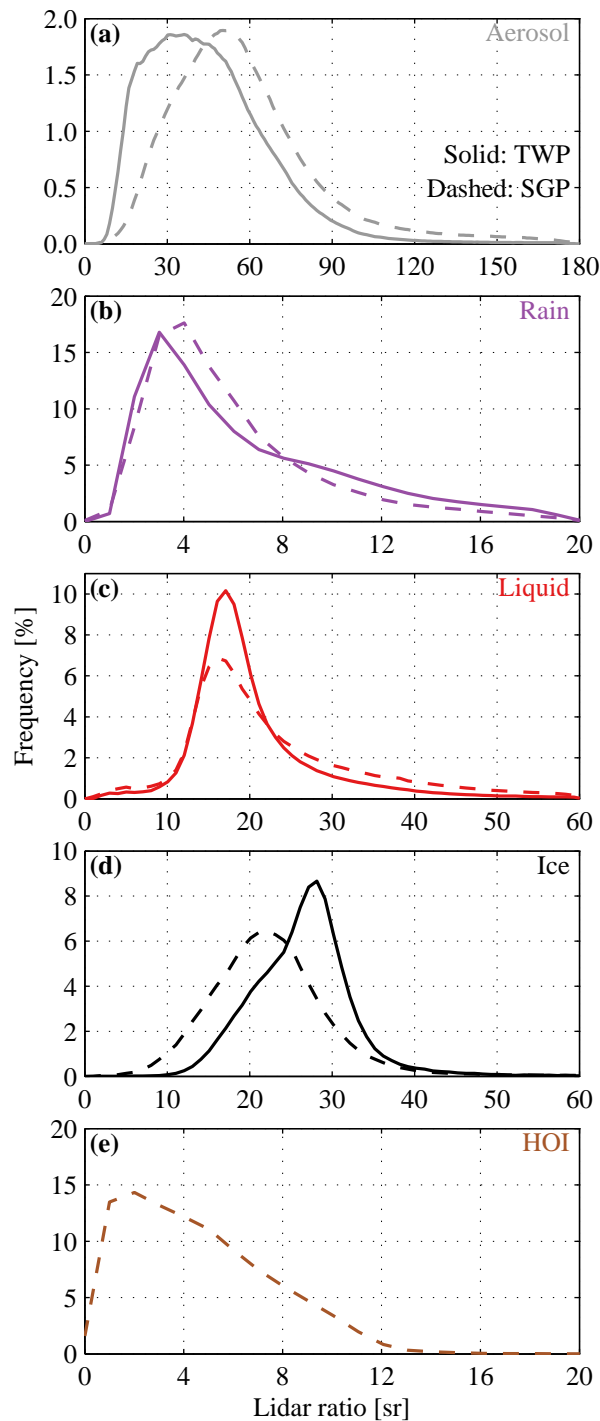 (a) Aerosol
2.0
1.5
1.0
0.5
0.0
Solid: TWP
Dashed: SGP
0 30 60 90 120 150 180
(b) Rain
20
15
10
5
0
0 4 8 12 16 20
(c) Liquid
10
8
6
4
2
0
0 10 20 30 40 50 60
Frequency [%]
(d) Ice
10
8
6
4
2
0
0 10 20 30 40 50 60
(e) HOI
20
15
10
5
0
0 4 8 12 16 20
Lidar ratio [sr]